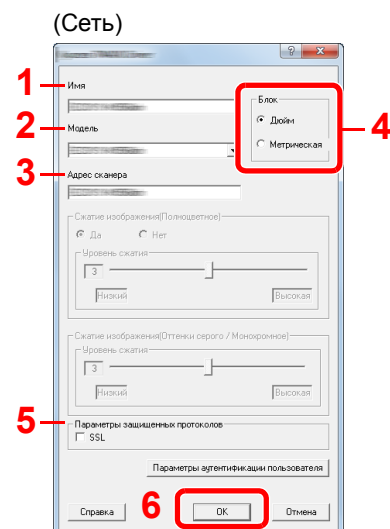 (Сеть)
1
Имя
Блок
2
Модель
Дюйм
4
Метрическая
3
Адрес сканера
Сжатие изображения(Полноцветное)
Да
Нет
Уровень сжатия
3
Низкий
Высокая
Сжатие изображения(Оттенки серого / Монохромное)
Уровень сжатия
3
Низкий
Высокая
5
Параметры защищенных протоколов
SSL
Параметры аутентификации пользователя
6
Справка
OK
Отмена